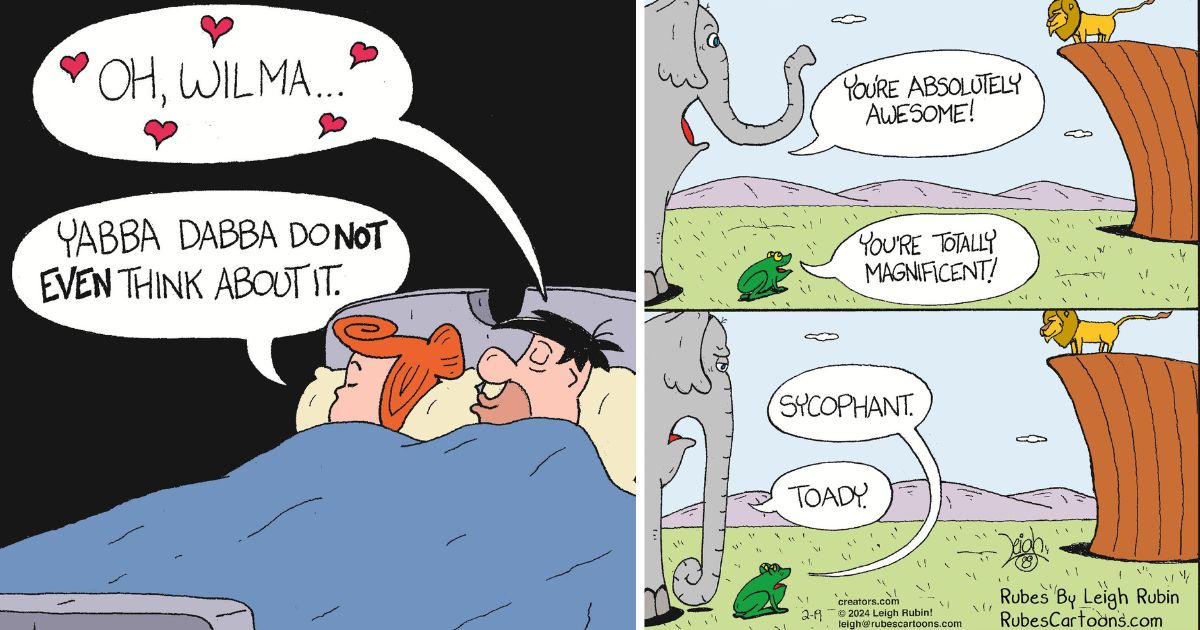 OH, WILMA...
YABBA DABBA DO NOT
EVEN THINK ABOUT IT.
YOU'RE ABSOLUTELY
AWESOME!
YOU'RE TOTALLY
MAGNIFICENT!
SYCOPHANT.
TOADY.
Leigh
creators.com
2-19 © 2024 Leigh Rubin!
leigh@rubescartoons.com
Rubes By Leigh Rubin
RubesCartoons.com